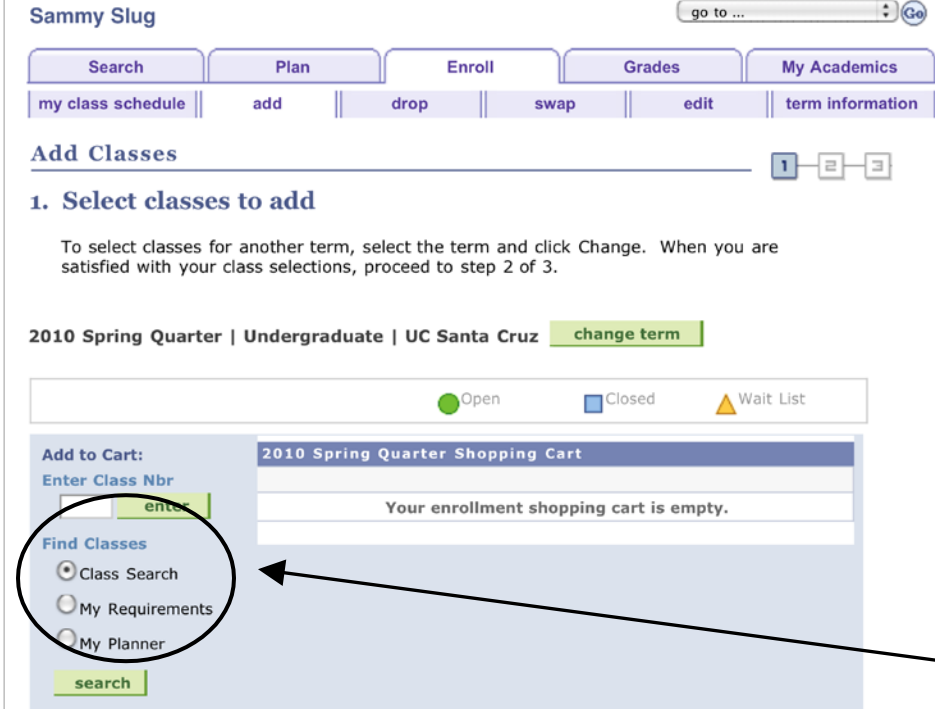 Sammy Slug go to ... Go
Search Plan Enroll Grades My Academics
my class schedule add drop swap edit term information
Add Classes 1 2 3
1. Select classes to add
To select classes for another term, select the term and click Change. When you are
satisfied with your class selections, proceed to step 2 of 3.
2010 Spring Quarter | Undergraduate | UC Santa Cruz change term
Open Closed Wait List
Add to Cart: 2010 Spring Quarter Shopping Cart
Enter Class Nbr
enter Your enrollment shopping cart is empty.
Find Classes
Class Search
My Requirements
My Planner
search